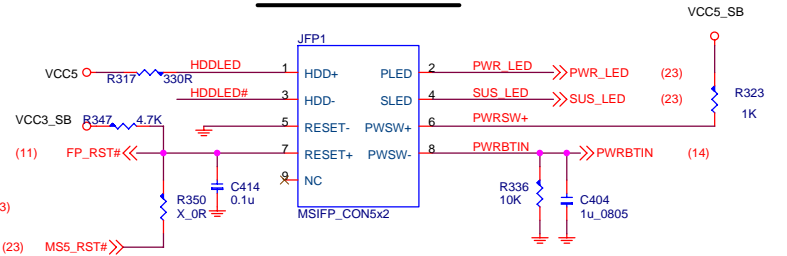 VCC5_SB
JFP1
VCC5
R317
330R
HDDLED
1
HDD+
PLED
2
PWR_LED
PWR_LED
(23)
HDDLED#
3
HDD-
SLED
4
SUS_LED
SUS_LED
(23)
R323
1K
VCC3_SB
R347
4.7K
5
RESET-
PWSW+
6
PWRSW+
(11)
FP_RST#
7
RESET+
PWSW-
8
PWRBTIN
PWRBTIN
(14)
9
NC
R350
X_0R
C414
0.1u
R336
10K
C404
1u_0805
MSIFP_CON5x2
3)
(23)
MS5_RST#